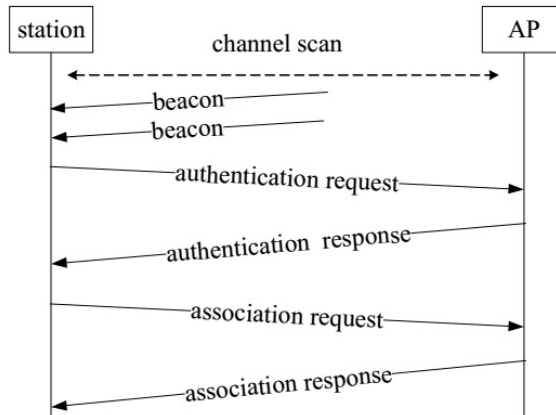 station
AP
channel scan
beacon
beacon
authentication request
authentication response
association request
association response